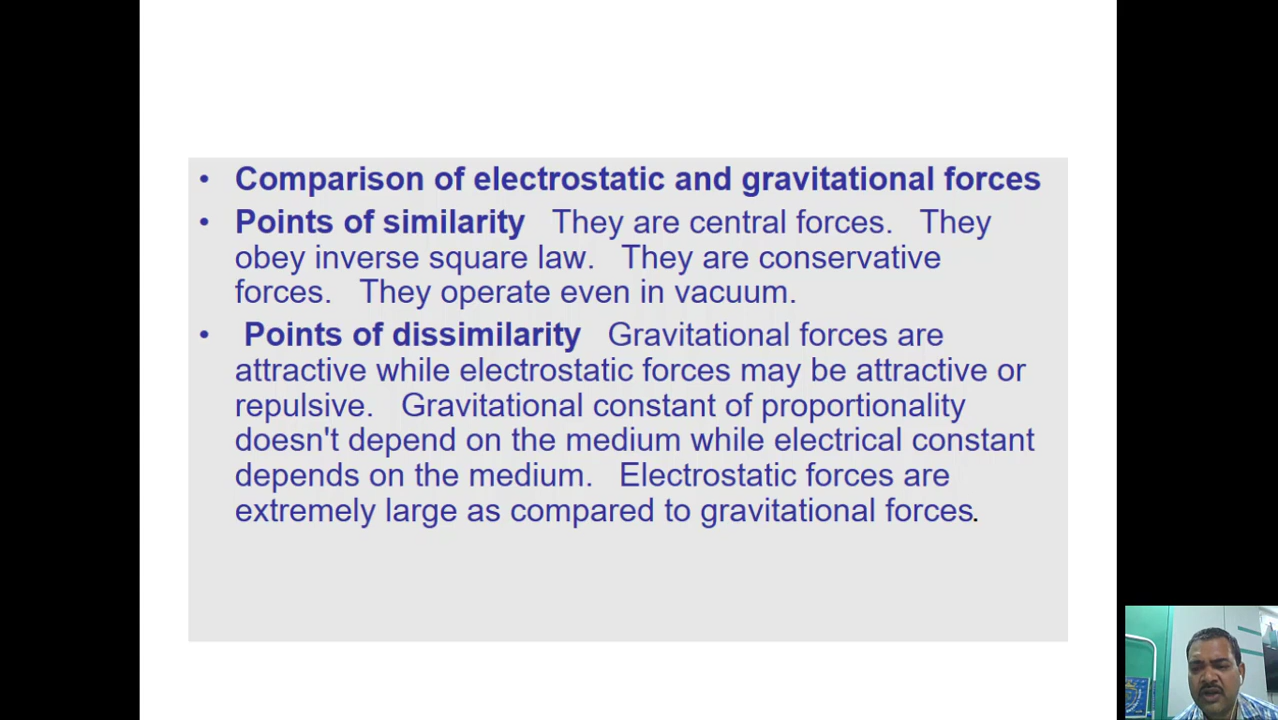 • Comparison of electrostatic and gravitational forces
• Points of similarity They are central forces. They
obey inverse square law. They are conservative
forces. They operate even in vacuum.
• Points of dissimilarity Gravitational forces are
attractive while electrostatic forces may be attractive or
repulsive. Gravitational constant of proportionality
doesn't depend on the medium while electrical constant
depends on the medium. Electrostatic forces are
extremely large as compared to gravitational forces.